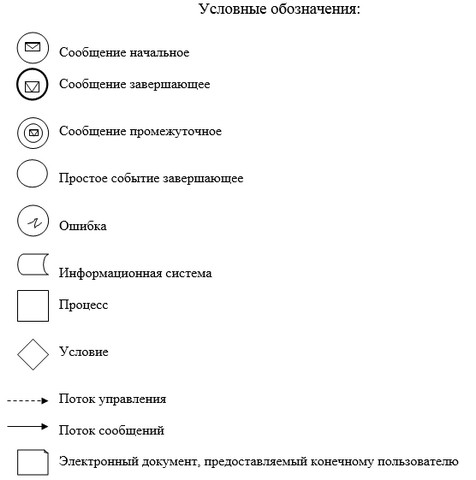 Условные обозначения:
Сообщение начальное
Сообщение завершающее
Сообщение промежуточное
Простое событие завершающее
Ошибка
Информационная система
Процесс
Условие
Поток управления
Поток сообщений
Электронный документ, предоставляемый конечному пользователю